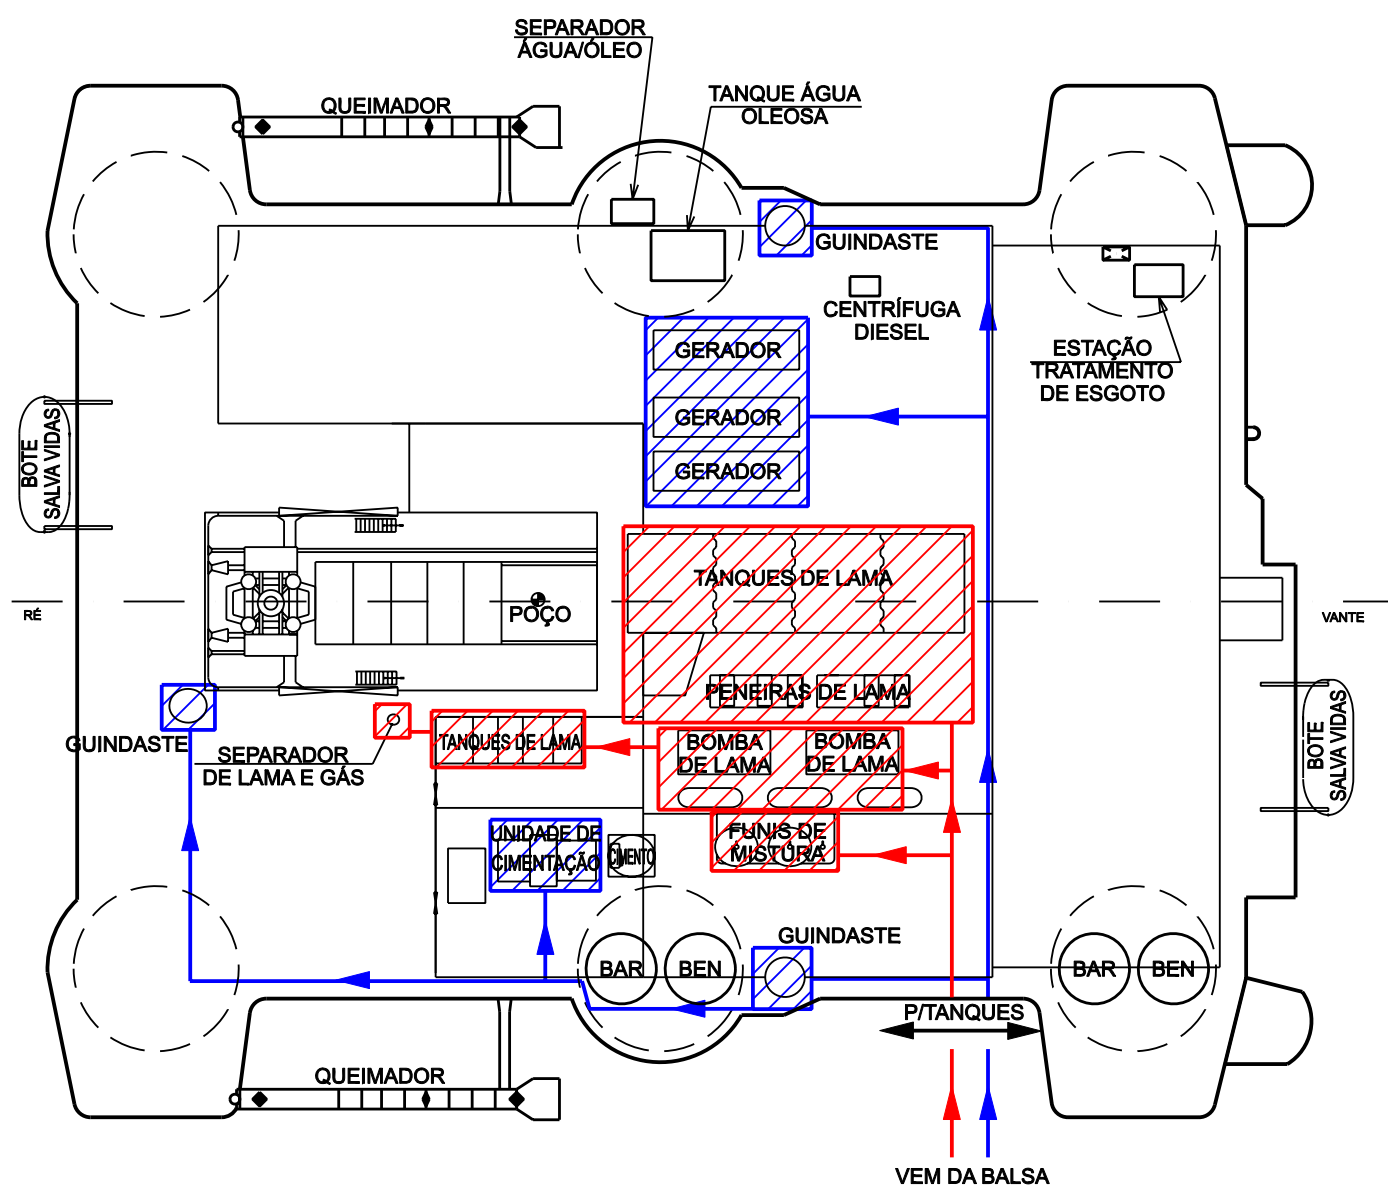 SEPARADOR
ÁGUA/ÓLEO
QUEIMADOR
TANQUE ÁGUA
OLEOSA
GUINDASTE
CENTRÍFUGA
DIESEL
ESTAÇÃO
TRATAMENTO
DE ESGOTO
GERADOR
GERADOR
GERADOR
BOTE
SALVA VIDAS
TANQUES DE LAMA
POÇO
RÉ
VANTE
PENEIRAS DE LAMA
GUINDASTE
SEPARADOR
DE LAMA E GÁS
TANQUES DE LAMA
BOMBA
DE LAMA
BOMBA
DE LAMA
BOTE
SALVA VIDAS
UNIDADE DE
CIMENTAÇÃO
CIMENTO
FUNIS DE
MISTURA
GUINDASTE
BAR
BEN
BAR
BEN
P/TANQUES
QUEIMADOR
VEM DA BALSA